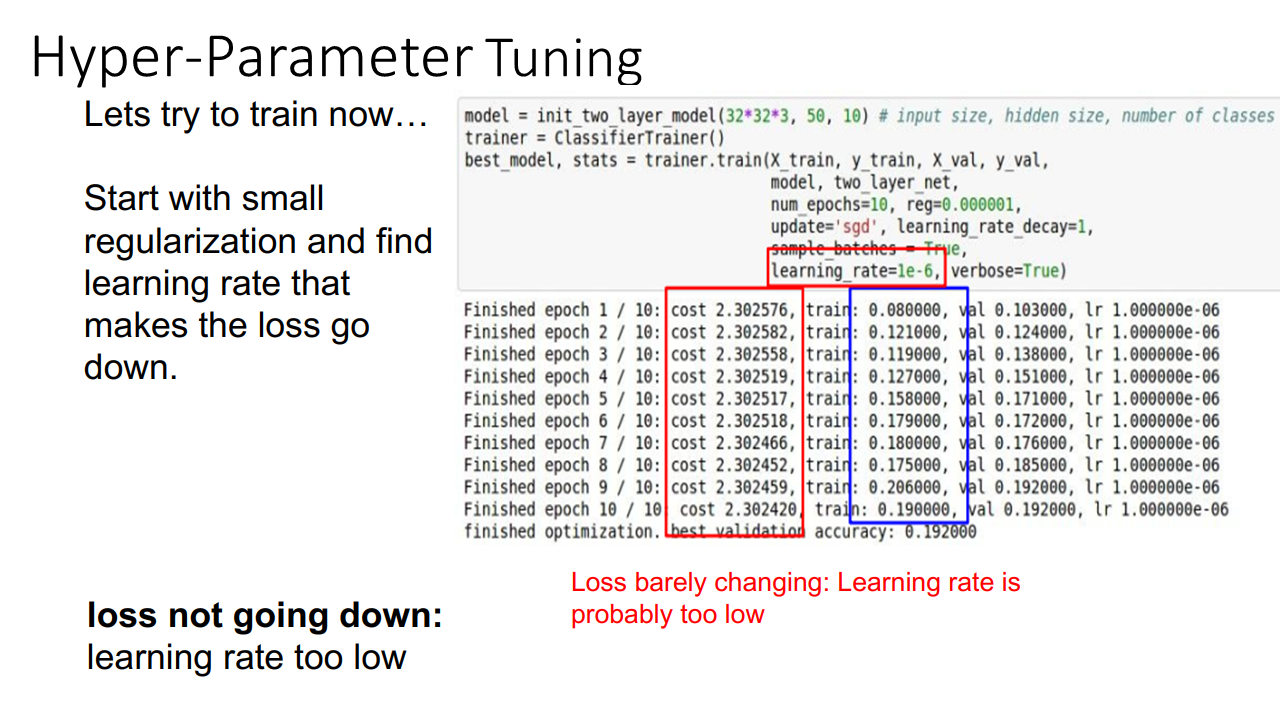 Hyper-Parameter Tuning
Lets try to train now…
Start with small
regularization and find
learning rate that
makes the loss go
down.
loss not going down:
learning rate too low
model = init_two_layer_model(32*32*3, 50, 10) # input size, hidden size, number of classes
trainer = ClassifierTrainer()
best_model, stats = trainer.train(X_train, y_train, X_val, y_val,
model, two_layer_net,
num_epochs=10, reg=0.000001,
update='sgd', learning_rate_decay=1,
sample_batches = True,
learning_rate=1e-6, verbose=True)
Finished epoch 1 / 10: cost 2.302576, train: 0.080000, val 0.103000, lr 1.000000e-06
Finished epoch 2 / 10: cost 2.302582, train: 0.121000, val 0.124000, lr 1.000000e-06
Finished epoch 3 / 10: cost 2.302558, train: 0.119000, val 0.138000, lr 1.000000e-06
Finished epoch 4 / 10: cost 2.302519, train: 0.127000, val 0.151000, lr 1.000000e-06
Finished epoch 5 / 10: cost 2.302517, train: 0.158000, val 0.171000, lr 1.000000e-06
Finished epoch 6 / 10: cost 2.302518, train: 0.179000, val 0.172000, lr 1.000000e-06
Finished epoch 7 / 10: cost 2.302466, train: 0.180000, val 0.176000, lr 1.000000e-06
Finished epoch 8 / 10: cost 2.302452, train: 0.175000, val 0.185000, lr 1.000000e-06
Finished epoch 9 / 10: cost 2.302459, train: 0.206000, val 0.192000, lr 1.000000e-06
Finished epoch 10 / 10: cost 2.302420, train: 0.190000, val 0.192000, lr 1.000000e-06
finished optimization. best validation accuracy: 0.192000
Loss barely changing: Learning rate is
probably too low